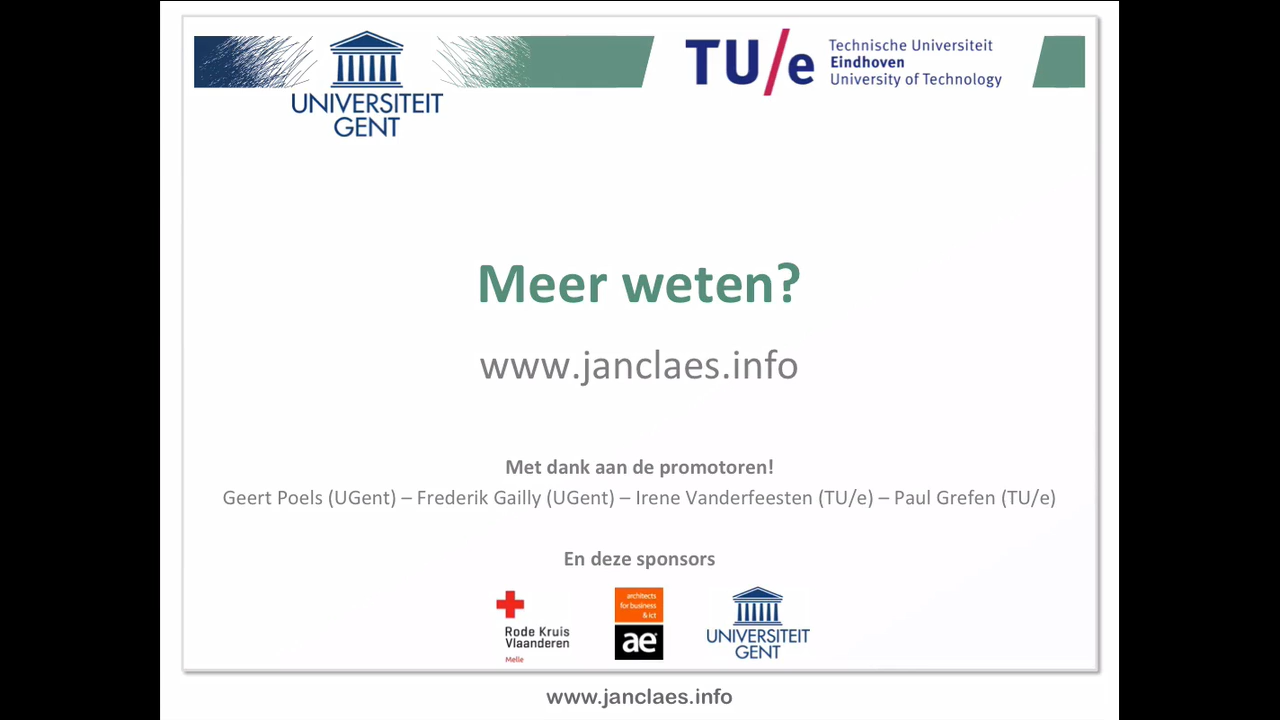 UNIVERSITEIT
GENT
TU/e
Technische Universiteit
Eindhoven
University of Technology
Meer weten?
www.janclaes.info
Met dank aan de promotoren!
Geert Poels (UGent) – Frederik Gailly (UGent) – Irene Vanderfeesten (TU/e) – Paul Grefen (TU/e)
En deze sponsors
Rode Kruis
Vlaanderen
Melle
architects
for business
& ict
ae
UNIVERSITEIT
GENT
www.janclaes.info